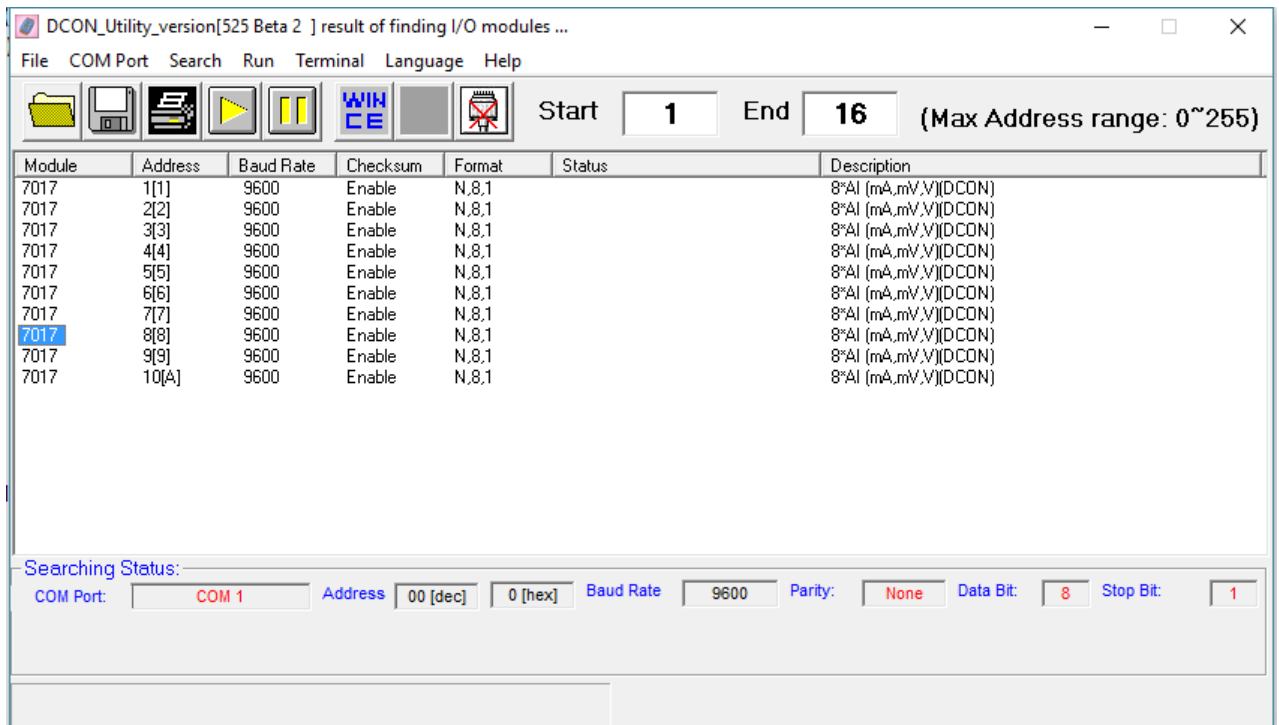 DCON_Utility_version[525 Beta 2 ] result of finding I/O modules ...
File COM Port Search Run Terminal Language Help
WIN CE Start 1 End 16 (Max Address range: 0~255)
Module Address Baud Rate Checksum Format Status Description
7017 1[1] 9600 Enable N,8,1 8*AI (mA,mV,V)(DCON)
7017 2[2] 9600 Enable N,8,1 8*AI (mA,mV,V)(DCON)
7017 3[3] 9600 Enable N,8,1 8*AI (mA,mV,V)(DCON)
7017 4[4] 9600 Enable N,8,1 8*AI (mA,mV,V)(DCON)
7017 5[5] 9600 Enable N,8,1 8*AI (mA,mV,V)(DCON)
7017 6[6] 9600 Enable N,8,1 8*AI (mA,mV,V)(DCON)
7017 7[7] 9600 Enable N,8,1 8*AI (mA,mV,V)(DCON)
7017 8[8] 9600 Enable N,8,1 8*AI (mA,mV,V)(DCON)
7017 9[9] 9600 Enable N,8,1 8*AI (mA,mV,V)(DCON)
7017 10[A] 9600 Enable N,8,1 8*AI (mA,mV,V)(DCON)
Searching Status:
COM Port: COM 1 Address 00 [dec] 0 [hex] Baud Rate 9600 Parity: None Data Bit: 8 Stop Bit: 1